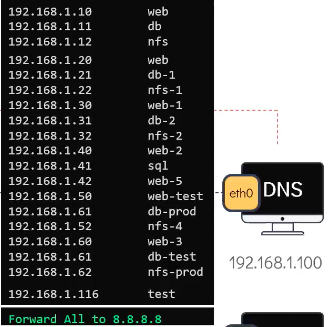 192.168.1.10 web
192.168.1.11 db
192.168.1.12 nfs
192.168.1.20 web
192.168.1.21 db-1
192.168.1.22 nfs-1
192.168.1.30 web-1
192.168.1.31 db-2
192.168.1.32 nfs-2
192.168.1.40 web-2
192.168.1.41 sql
192.168.1.42 web-5
192.168.1.50 web-test
192.168.1.61 db-prod
192.168.1.52 nfs-4
192.168.1.60 web-3
192.168.1.61 db-test
192.168.1.62 nfs-prod
192.168.1.116 test
Forward All to 8.8.8.8
eth0
DNS
192.168.1.100